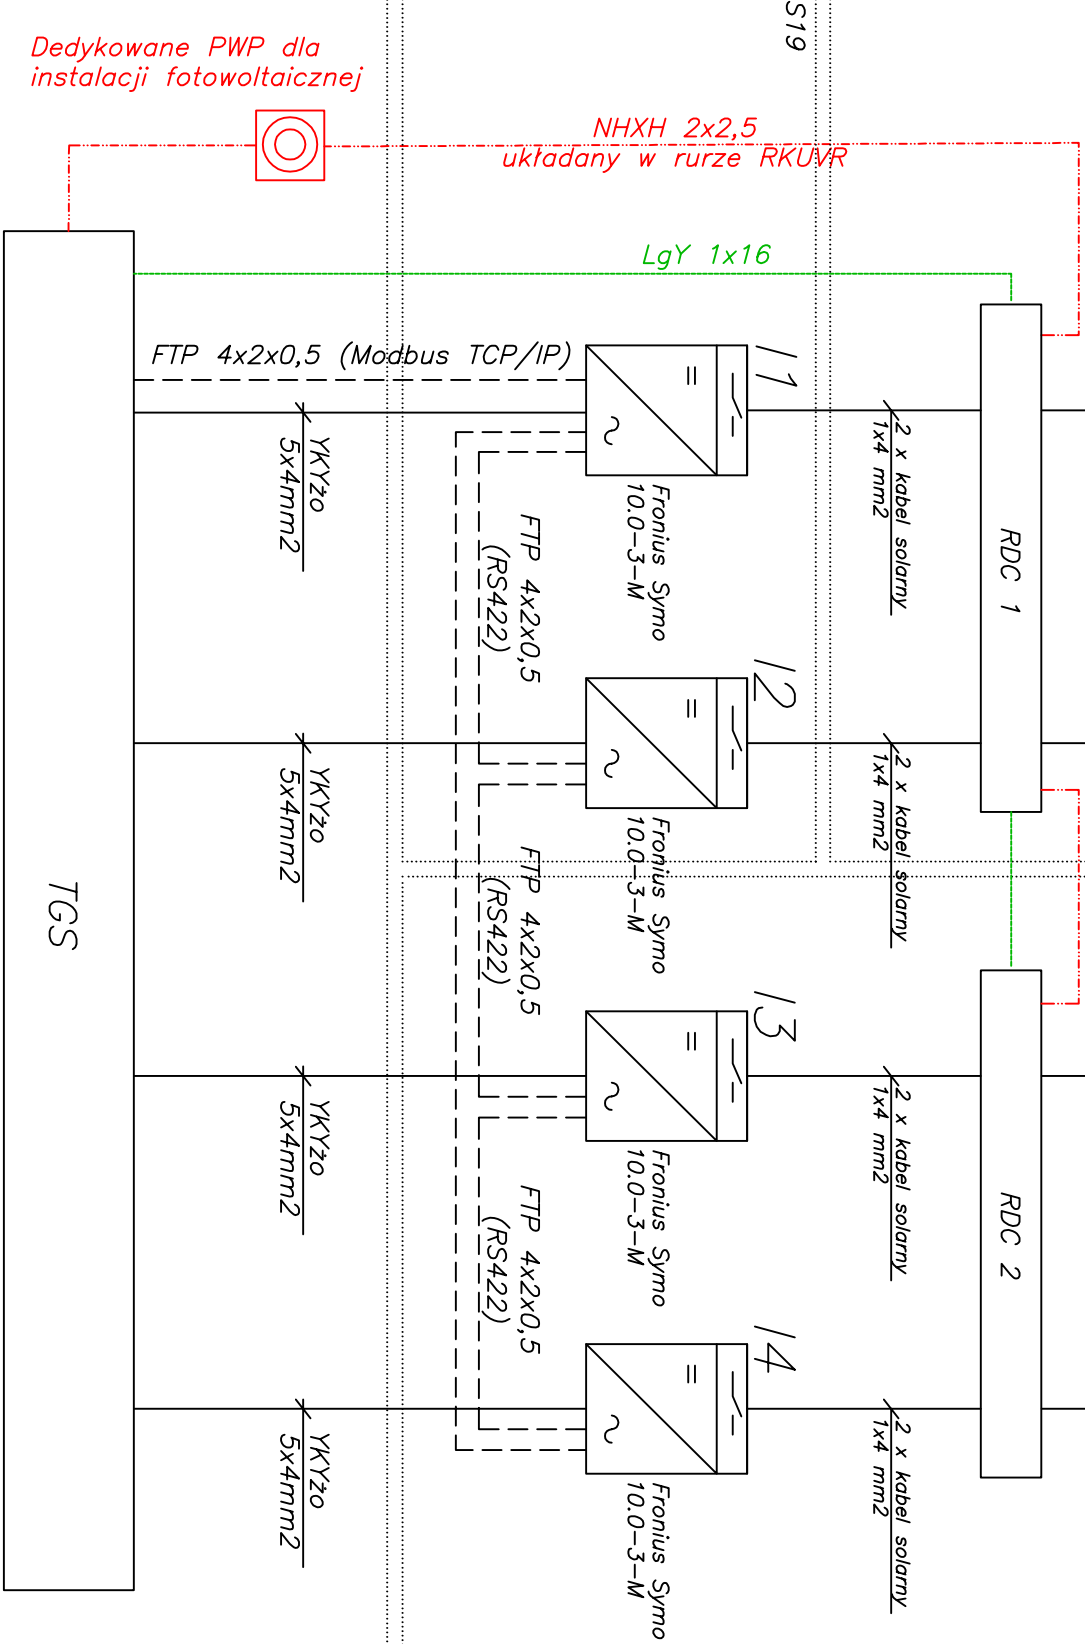 S19
Dedykowane PWP dla
instalacji fotowoltaicznej
NHXH 2x2,5
układany w rurze RKUVR
LgY 1x16
FTP 4x2x0,5 (Modbus TCP/IP)
I1
Fronius Symo
10.0-3-M
2 x kabel solarny
1x4 mm2
RDC 1
YKYżo
5x4mm2
FTP 4x2x0,5
(RS422)
I2
Fronius Symo
10.0-3-M
2 x kabel solarny
1x4 mm2
YKYżo
5x4mm2
FTP 4x2x0,5
(RS422)
TGS
I3
Fronius Symo
10.0-3-M
2 x kabel solarny
1x4 mm2
RDC 2
YKYżo
5x4mm2
FTP 4x2x0,5
(RS422)
I4
Fronius Symo
10.0-3-M
2 x kabel solarny
1x4 mm2
YKYżo
5x4mm2